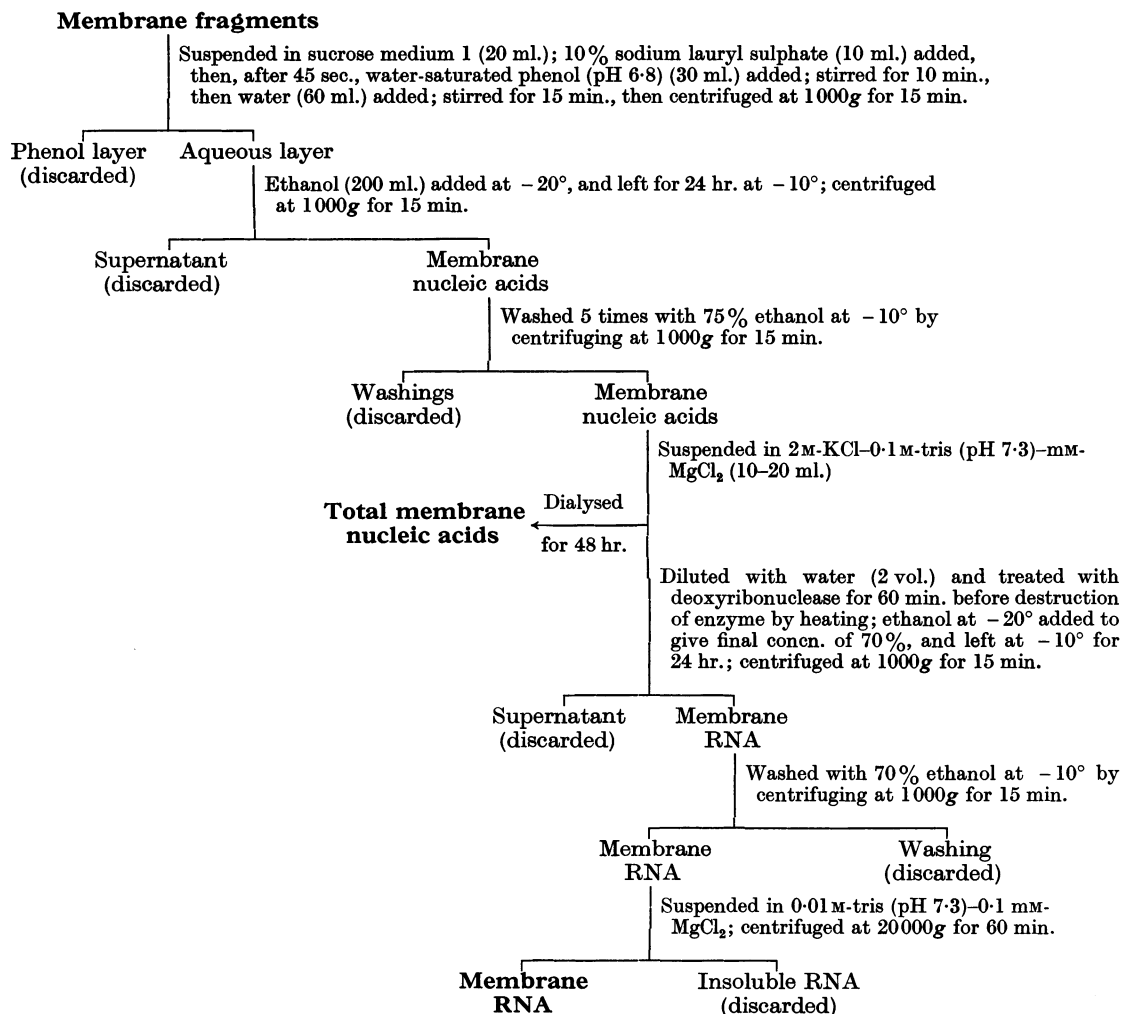 Membrane fragments
Suspended in sucrose medium 1 (20 ml.); 10% sodium lauryl sulphate (10 ml.) added,
then, after 45 sec., water-saturated phenol (pH 6·8) (30 ml.) added; stirred for 10 min.,
then water (60 ml.) added; stirred for 15 min., then centrifuged at 1000g for 15 min.
Phenol layer
(discarded)
Aqueous layer
Ethanol (200 ml.) added at −20°, and left for 24 hr. at −10°; centrifuged
at 1000g for 15 min.
Supernatant
(discarded)
Membrane
nucleic acids
Washed 5 times with 75% ethanol at −10° by
centrifuging at 1000g for 15 min.
Washings
(discarded)
Membrane
nucleic acids
Suspended in 2M-KCl–0·1M-tris (pH 7·3)–mM-
MgCl₂ (10–20 ml.)
Dialysed
for 48 hr.
Total membrane
nucleic acids
Diluted with water (2 vol.) and treated with
deoxyribonuclease for 60 min. before destruction
of enzyme by heating; ethanol at −20° added to
give final concn. of 70%, and left at −10° for
24 hr.; centrifuged at 1000g for 15 min.
Supernatant
(discarded)
Membrane
RNA
Washed with 70% ethanol at −10° by
centrifuging at 1000g for 15 min.
Membrane
RNA
Washing
(discarded)
Suspended in 0·01M-tris (pH 7·3)–0·1 mM-
MgCl₂; centrifuged at 20000g for 60 min.
Membrane
RNA
Insoluble RNA
(discarded)